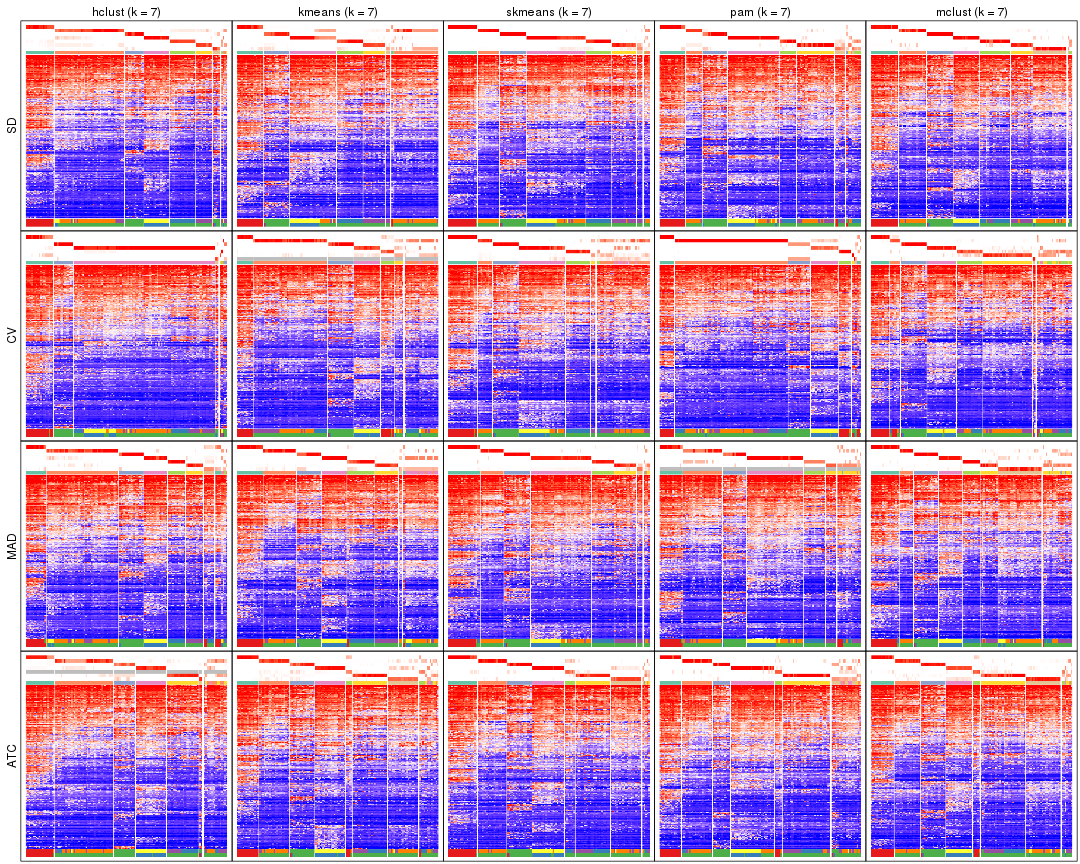 hclust (k = 7)
kmeans (k = 7)
skmeans (k = 7)
pam (k = 7)
mclust (k = 7)
SD
CV
MAD
ATC